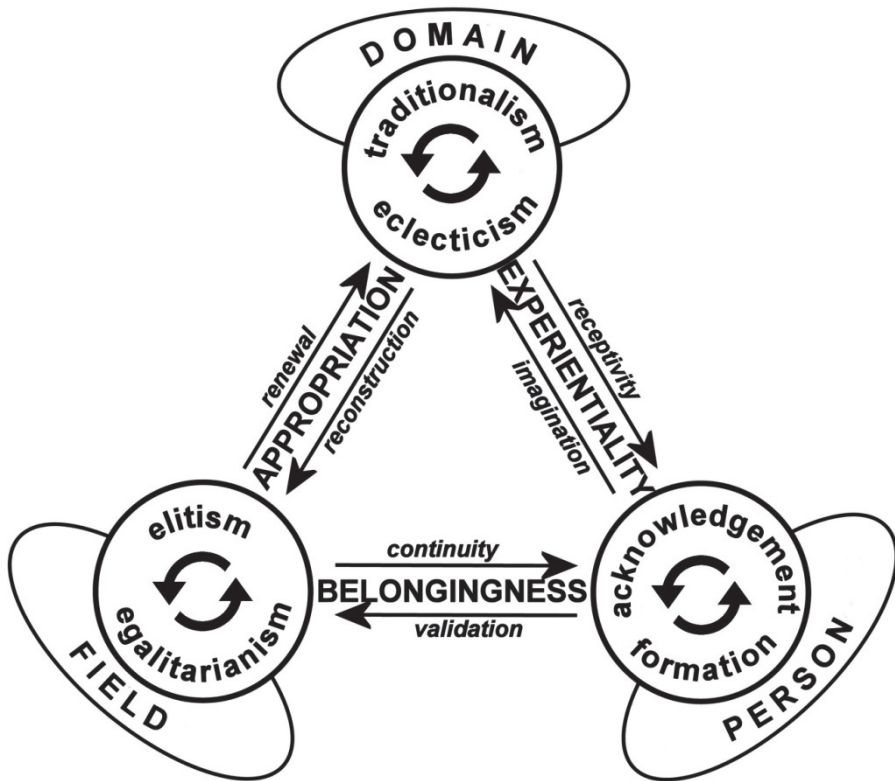 DOMAIN
traditionalism
eclecticism
renewal
APPROPRIATION
reconstruction
EXPERIENTIALITY
receptivity
imagination
elitism
egalitarianism
FIELD
continuity
BELONGINGNESS
validation
acknowledgement
formation
PERSON